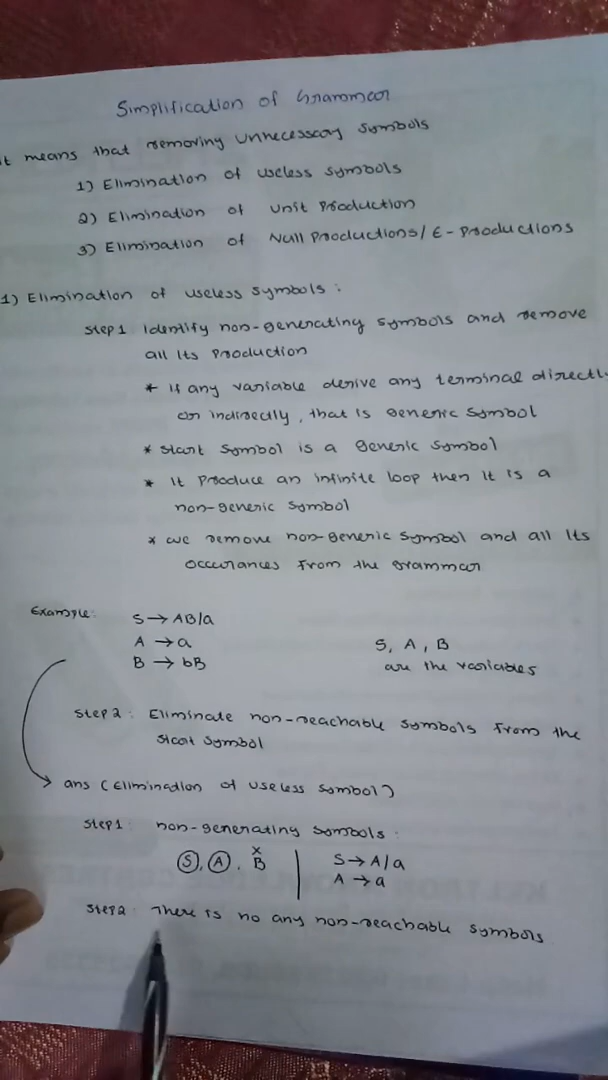 Simplification of Grammar
it means that removing unnecessary symbols
1) Elimination of useless symbols
2) Elimination of unit production
3) Elimination of Null productions/ E - productions
1) Elimination of useless symbols :
Step 1 Identify non-generating symbols and remove
all its production
* if any variable derive any terminal directly
or indirectly, that is generic symbol
* start symbol is a generic symbol
* it produce an infinite loop then it is a
non-generic symbol
* we remove non-generic symbol and all its
occurances from the grammar
Example: S → AB/a
A → a S, A, B
B → bB are the variables
Step 2 : Eliminate non-reachable symbols from the
start symbol
ans (Elimination of useless symbol)
Step 1 : non-generating symbols :
S, A, B X | S → A/a
A → a
Step 2 : There is no any non-reachable symbols